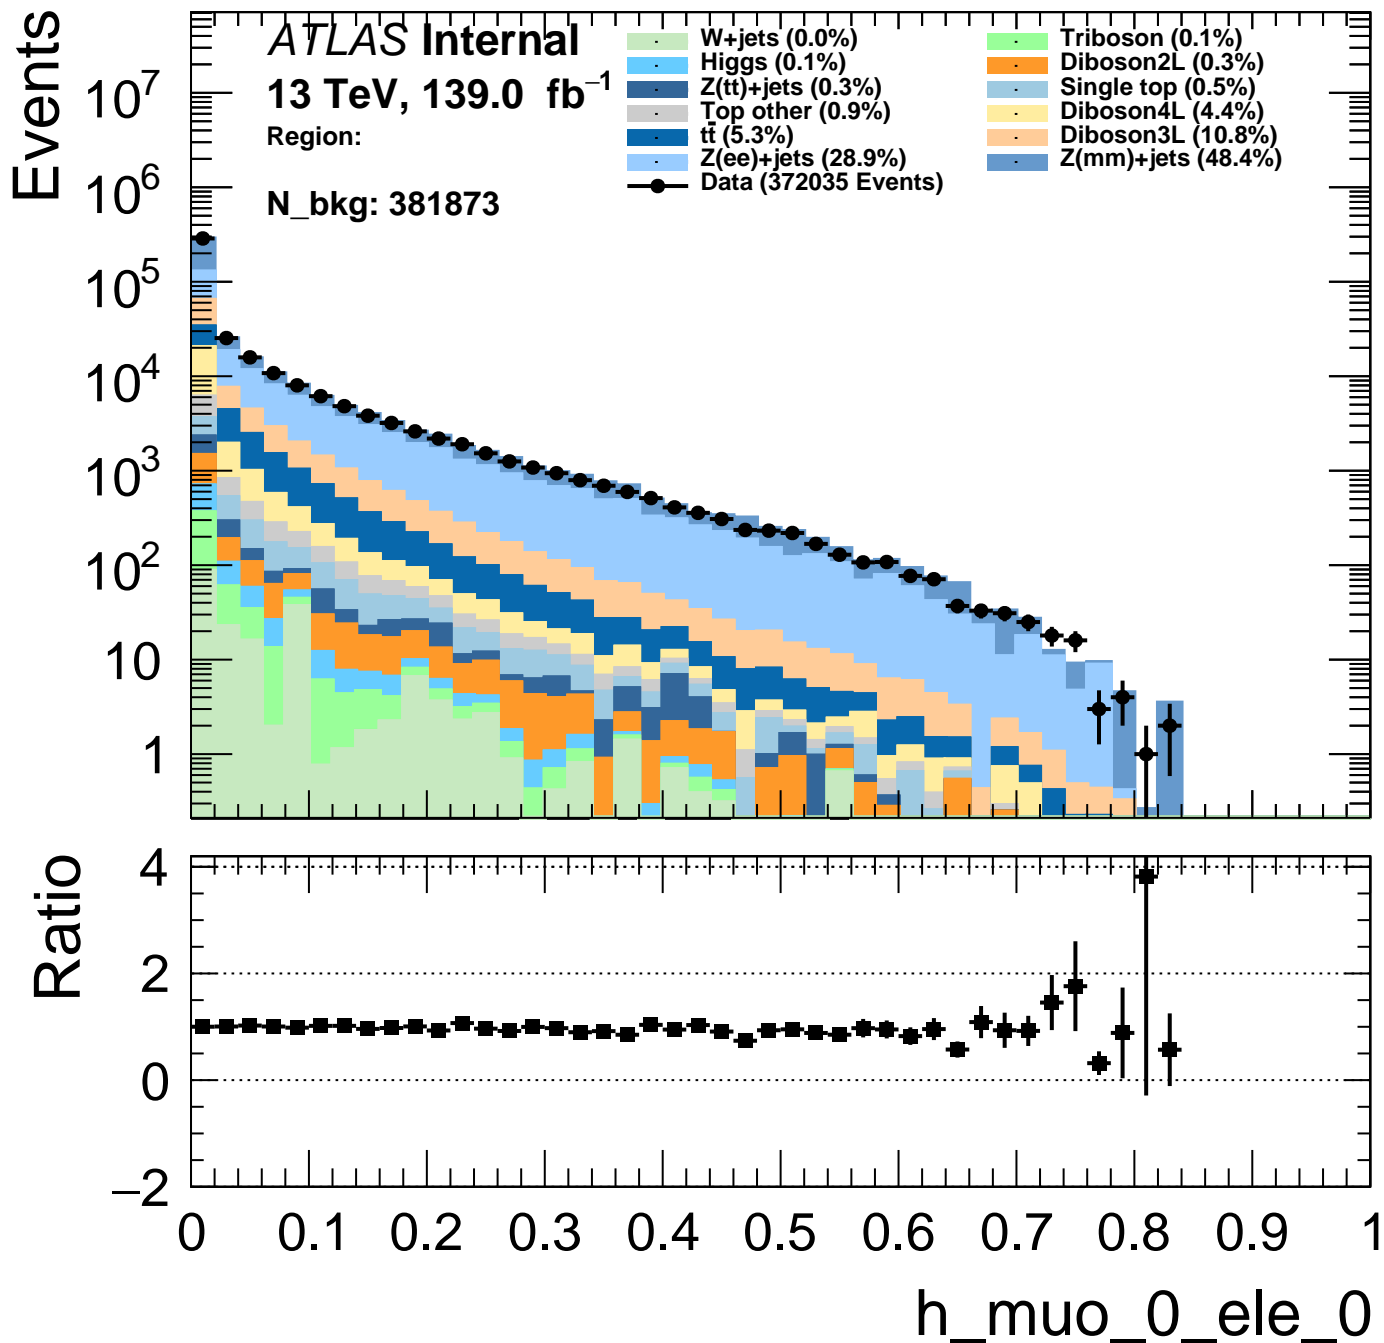 Events
ATLAS Internal
13 TeV, 139.0 fb⁻¹
Region:
N_bkg: 381873
W+jets (0.0%)
Higgs (0.1%)
Z(tt)+jets (0.3%)
Top other (0.9%)
tt̄ (5.3%)
Z(ee)+jets (28.9%)
Data (372035 Events)
Triboson (0.1%)
Diboson2L (0.3%)
Single top (0.5%)
Diboson4L (4.4%)
Diboson3L (10.8%)
Z(mm)+jets (48.4%)
10⁷
10⁶
10⁵
10⁴
10³
10²
10
1
Ratio
4
2
0
−2
0 0.1 0.2 0.3 0.4 0.5 0.6 0.7 0.8 0.9 1
h_muo_0_ele_0